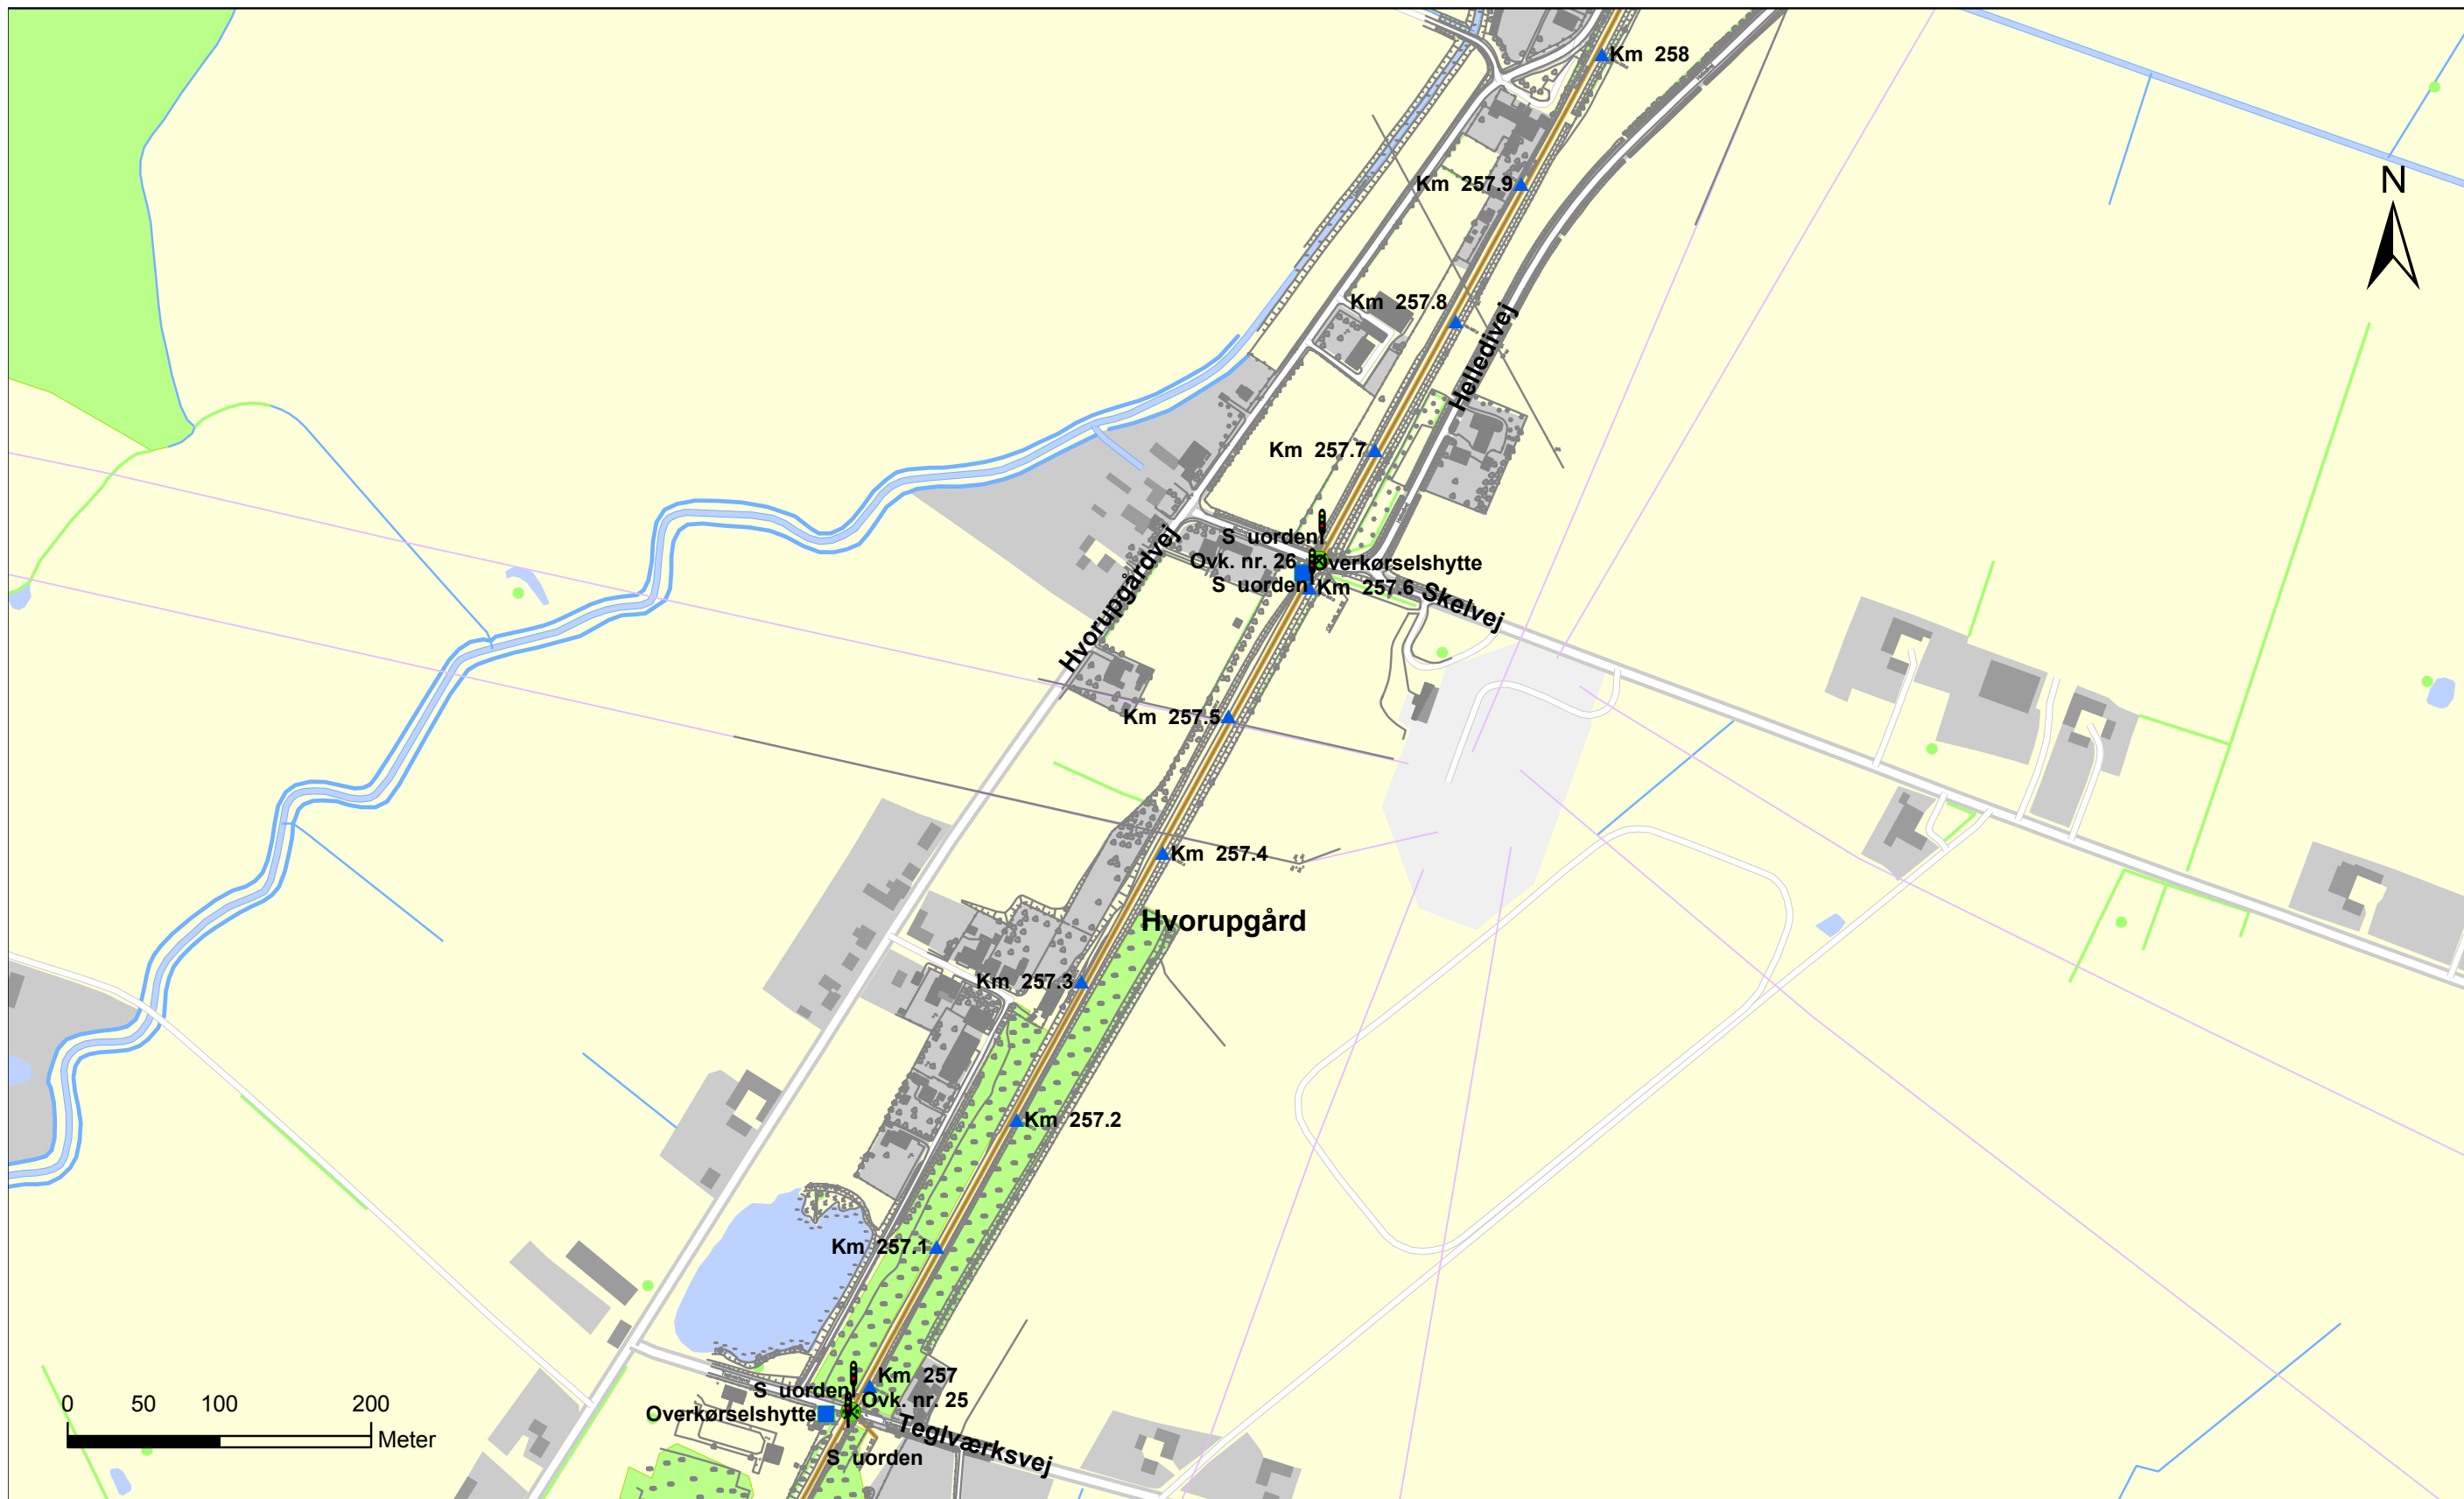 Km 258
N
Km 257.9
Km 257.8
Helledivej
Km 257.7
S uorden
Ovk. nr. 26
Overkørselshytte
S uorden
Km 257.6
Skelvej
Hvorupgårdvej
Km 257.5
Km 257.4
Hvorupgård
Km 257.3
Km 257.2
Km 257.1
Km 257
S uorden
Ovk. nr. 25
Overkørselshytte
Teglværksvej
S uorden
0 50 100 200
Meter